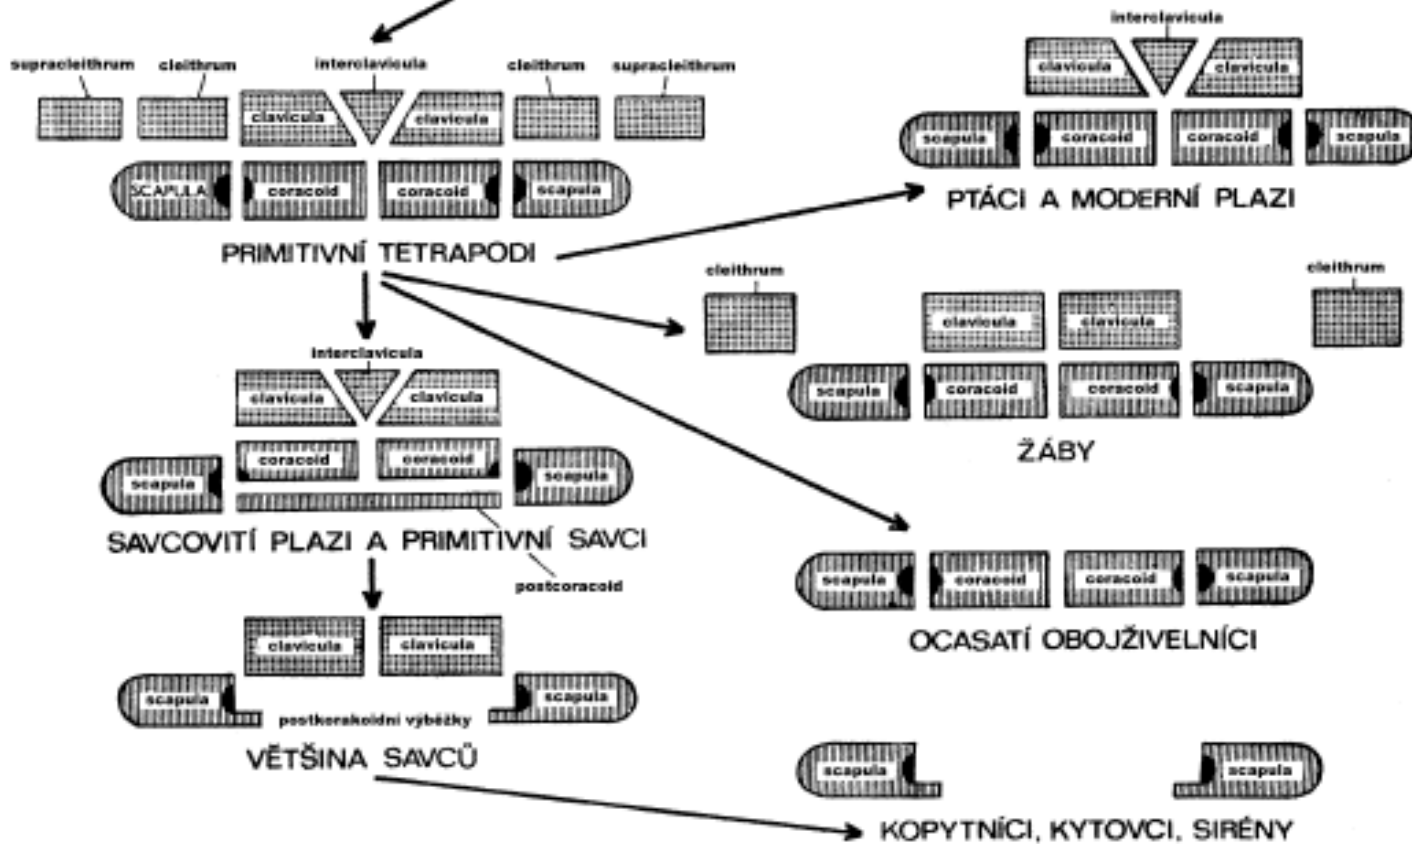 interclavicula
clavicula clavicula
scapula coracoid coracoid scapula
PTÁCI A MODERNÍ PLAZI
supracleithrum cleithrum interclavicula cleithrum supracleithrum
clavicula clavicula
SCAPULA coracoid coracoid scapula
PRIMITIVNÍ TETRAPODI
cleithrum cleithrum
clavicula clavicula
scapula coracoid coracoid scapula
ŽÁBY
interclavicula
clavicula clavicula
coracoid coracoid
scapula scapula
SAVCOVITÍ PLAZI A PRIMITIVNÍ SAVCI
postcoracoid
scapula coracoid coracoid scapula
OCASATÍ OBOJŽIVELNÍCI
clavicula clavicula
scapula scapula
postkorakoidní výběžky
VĚTŠINA SAVCŮ
scapula scapula
KOPYTNÍCI, KYTOVCI, SIRÉNY